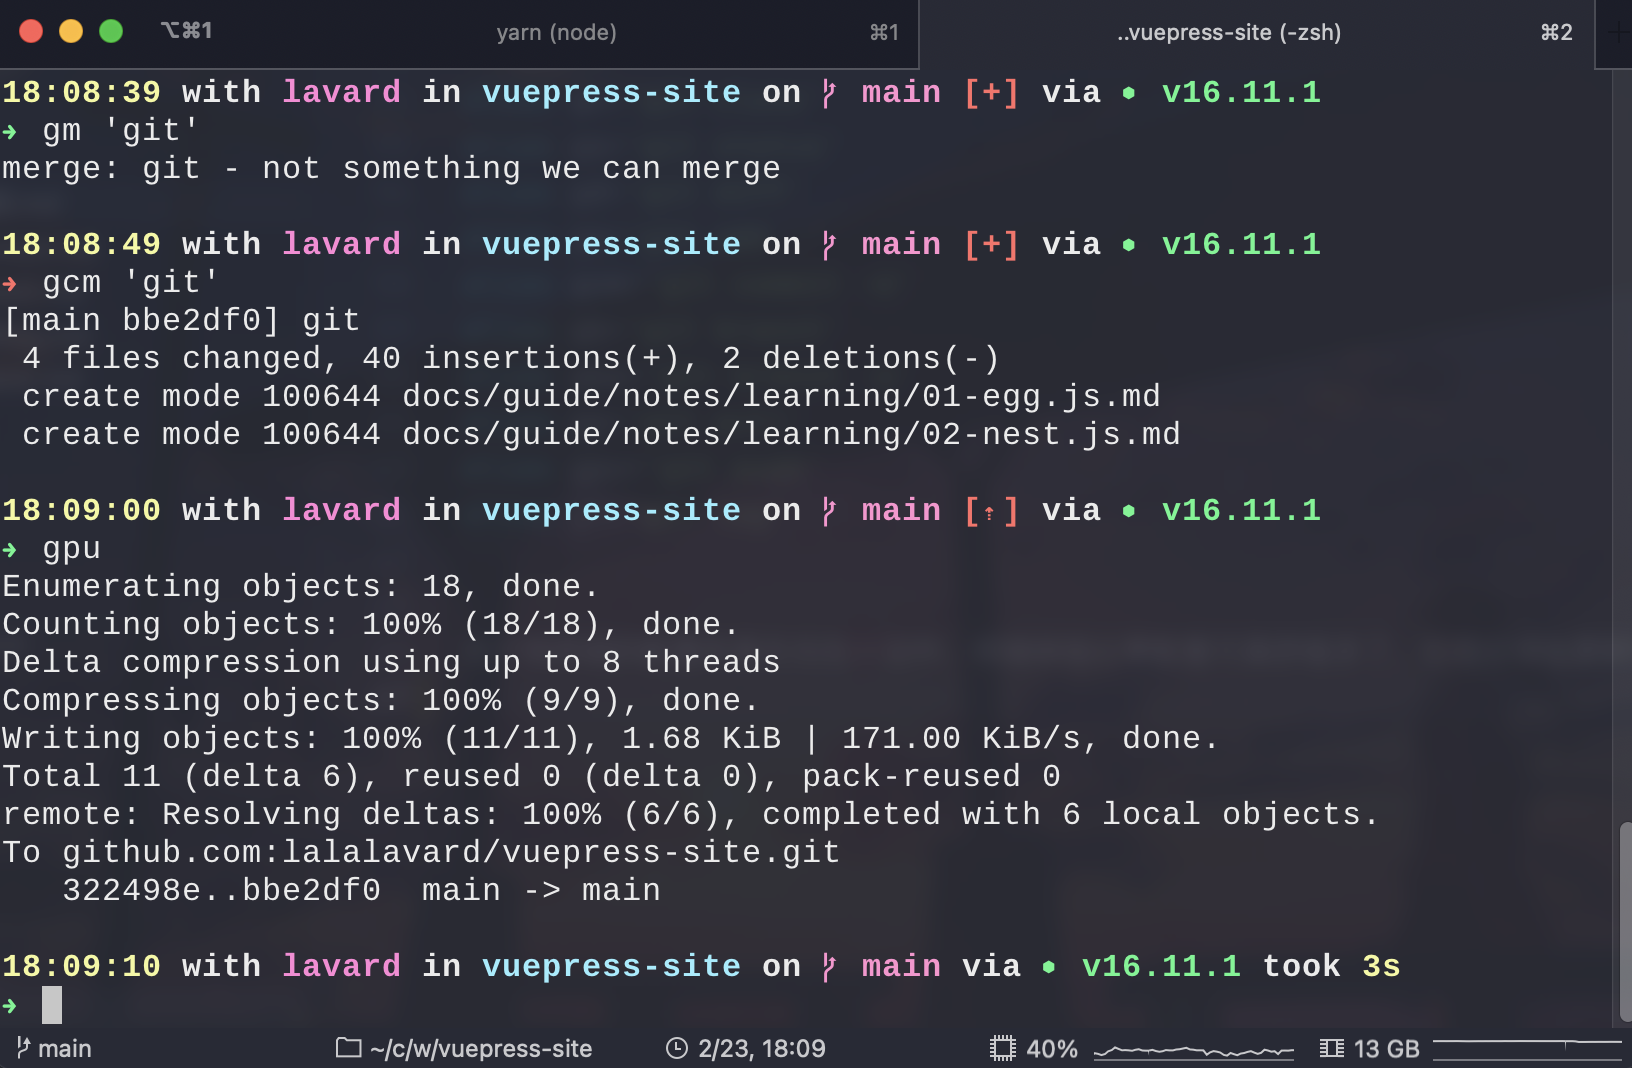 ⌥⌘1 yarn (node) ⌘1 ..vuepress-site (-zsh) ⌘2
18:08:39 with lavard in vuepress-site on main [+] via v16.11.1
➜ gm 'git'
merge: git - not something we can merge
18:08:49 with lavard in vuepress-site on main [+] via v16.11.1
➜ gcm 'git'
[main bbe2df0] git
4 files changed, 40 insertions(+), 2 deletions(-)
create mode 100644 docs/guide/notes/learning/01-egg.js.md
create mode 100644 docs/guide/notes/learning/02-nest.js.md
18:09:00 with lavard in vuepress-site on main [⇡] via v16.11.1
➜ gpu
Enumerating objects: 18, done.
Counting objects: 100% (18/18), done.
Delta compression using up to 8 threads
Compressing objects: 100% (9/9), done.
Writing objects: 100% (11/11), 1.68 KiB | 171.00 KiB/s, done.
Total 11 (delta 6), reused 0 (delta 0), pack-reused 0
remote: Resolving deltas: 100% (6/6), completed with 6 local objects.
To github.com:lalalavard/vuepress-site.git
322498e..bbe2df0 main -> main
18:09:10 with lavard in vuepress-site on main via v16.11.1 took 3s
➜
main ~/c/w/vuepress-site 2/23, 18:09 40% 13 GB